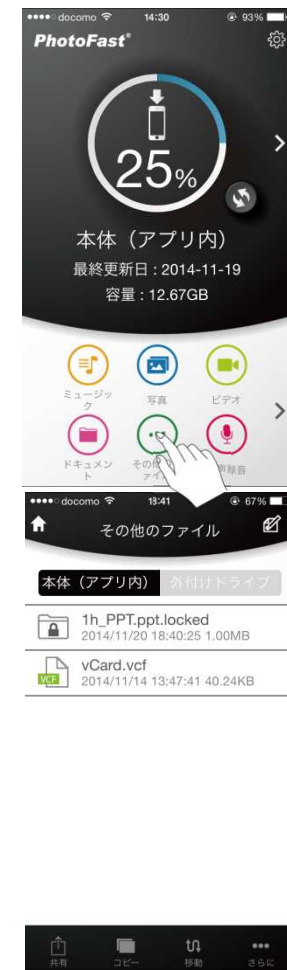 docomo 14:30 93%
PhotoFast®
25%
本体（アプリ内）
最終更新日 : 2014-11-19
容量 : 12.67GB
ミュージッ
ク
写真
ビデオ
ドキュメン
ト
その他
声録音
docomo 18:41 67%
その他のファイル
本体（アプリ内） 外付けドライブ
1h_PPT.ppt.locked
2014/11/20 18:40:25 1.00MB
vCard.vcf
VCF
2014/11/14 13:47:41 40.24KB
共有 コピー 移動 さらに